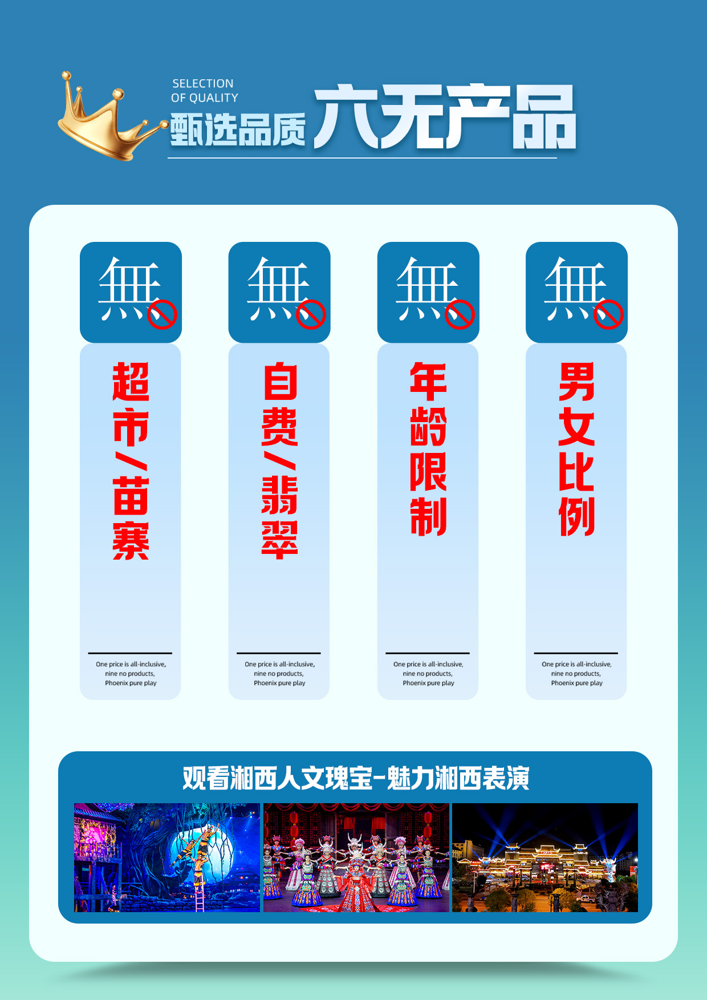 SELECTION
OF QUALITY
甄选品质
六无产品
無
超市/苗寨
One price is all-inclusive,
nine no products,
Phoenix pure play
無
自费/翡翠
One price is all-inclusive,
nine no products,
Phoenix pure play
無
年龄限制
One price is all-inclusive,
nine no products,
Phoenix pure play
無
男女比例
One price is all-inclusive,
nine no products,
Phoenix pure play
观看湘西人文瑰宝-魅力湘西表演